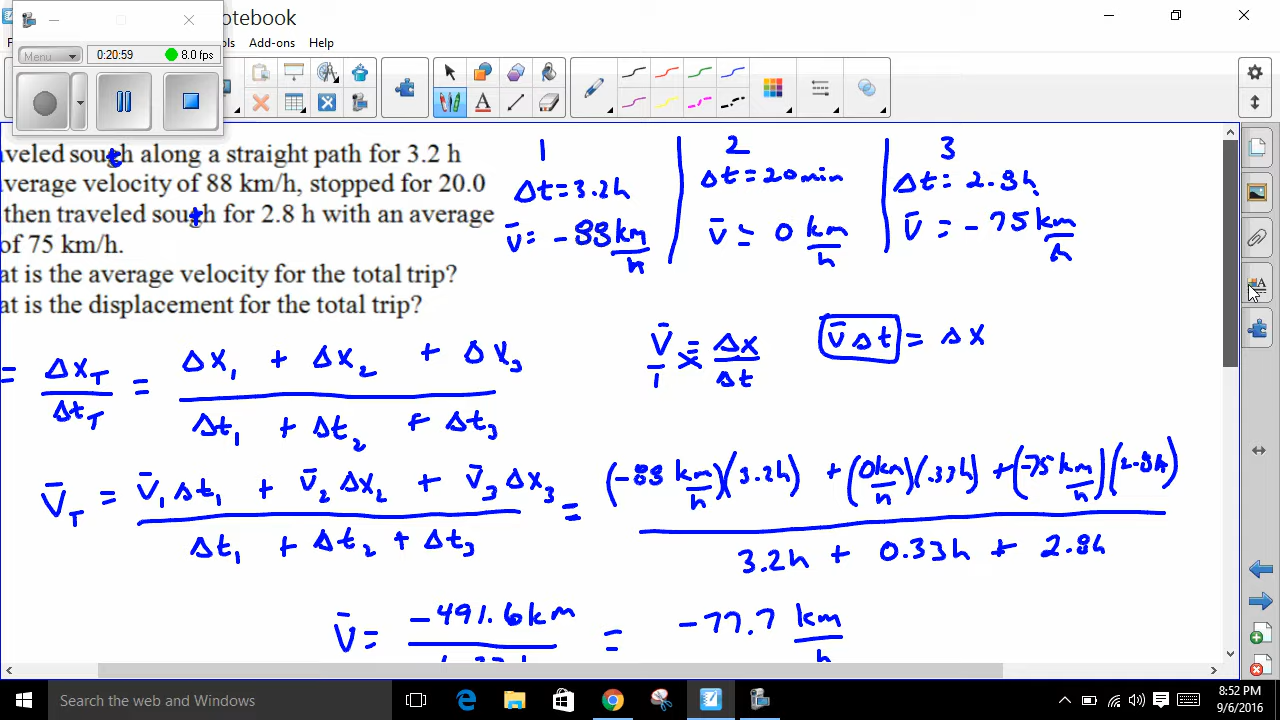 otebook
Menu
0:20:59
8.0 fps
ols Add-ons Help
veled south along a straight path for 3.2 h
verage velocity of 88 km/h, stopped for 20.0
then traveled south for 2.8 h with an average
of 75 km/h.
at is the average velocity for the total trip?
at is the displacement for the total trip?
1
Δt = 3.2h
v̄ = -88 km/h
2
Δt = 20 min
v̄ = 0 km/h
3
Δt = 2.8h
v̄ = -75 km/h
v̄/1 = Δx/Δt
v̄Δt = Δx
= Δx_T/Δt_T = (Δx₁ + Δx₂ + Δx₃)/(Δt₁ + Δt₂ + Δt₃)
v̄_T = (v̄₁Δt₁ + v̄₂Δx₂ + v̄₃Δx₃)/(Δt₁ + Δt₂ + Δt₃) = ((-88 km/h)(3.2h) + (0 km/h)(.33h) + (-75 km/h)(2.8h))/(3.2h + 0.33h + 2.8h)
v̄ = -491.6 km = -77.7 km/h
Search the web and Windows
8:52 PM
9/6/2016